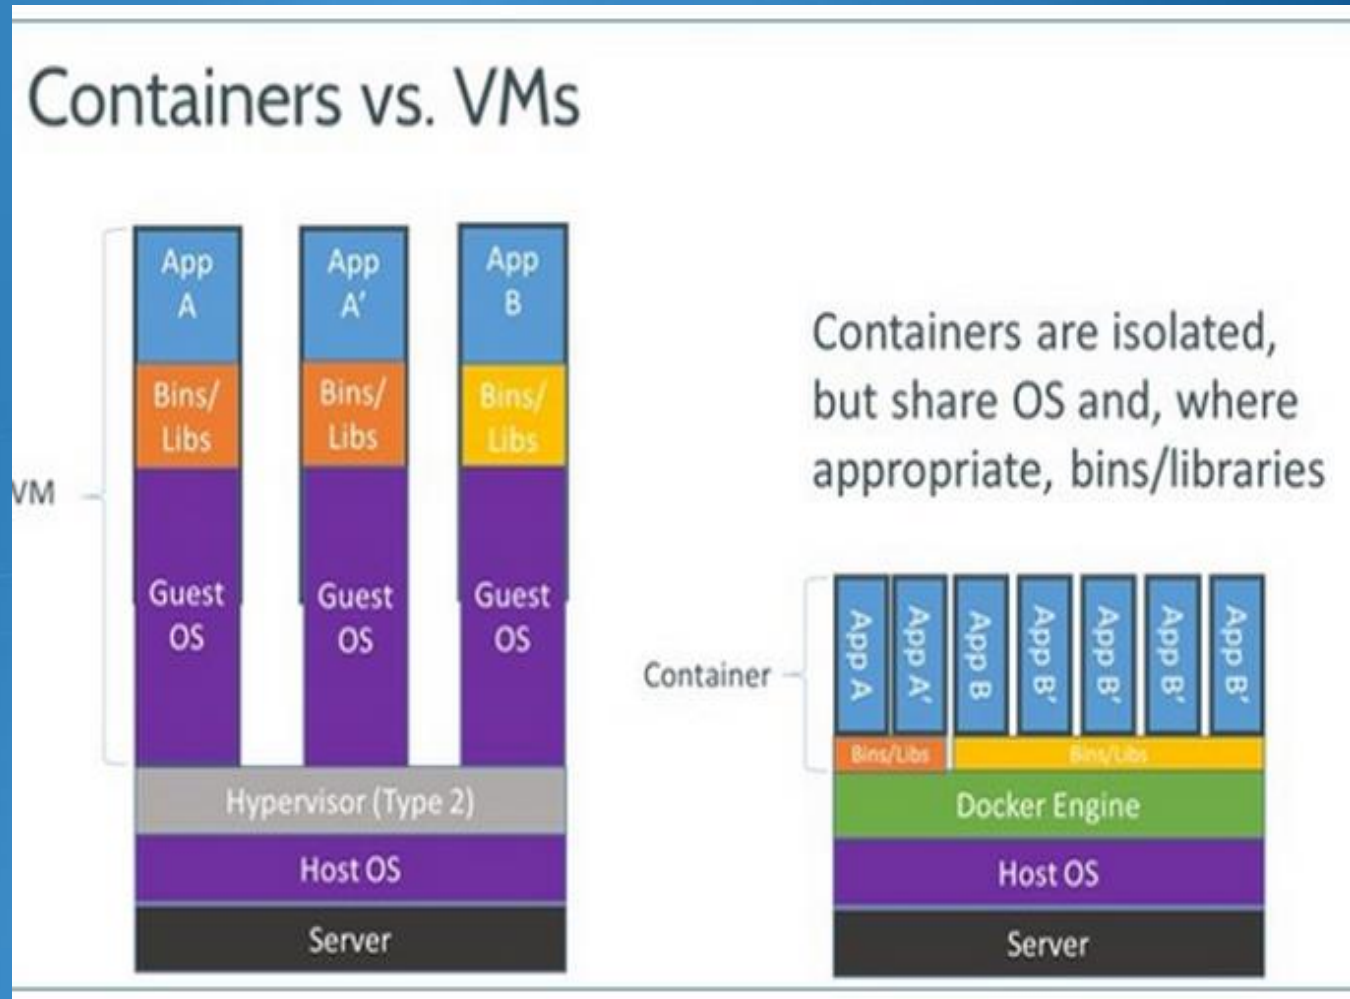 Containers vs. VMs
App
A
App
A’
App
B
Bins/
Libs
Bins/
Libs
Bins/
Libs
VM
Guest
OS
Guest
OS
Guest
OS
Hypervisor (Type 2)
Host OS
Server
Containers are isolated,
but share OS and, where
appropriate, bins/libraries
Container
App A
App A’
App B
App B’
App B’
App B’
App B’
Bins/Libs
Bins/Libs
Docker Engine
Host OS
Server